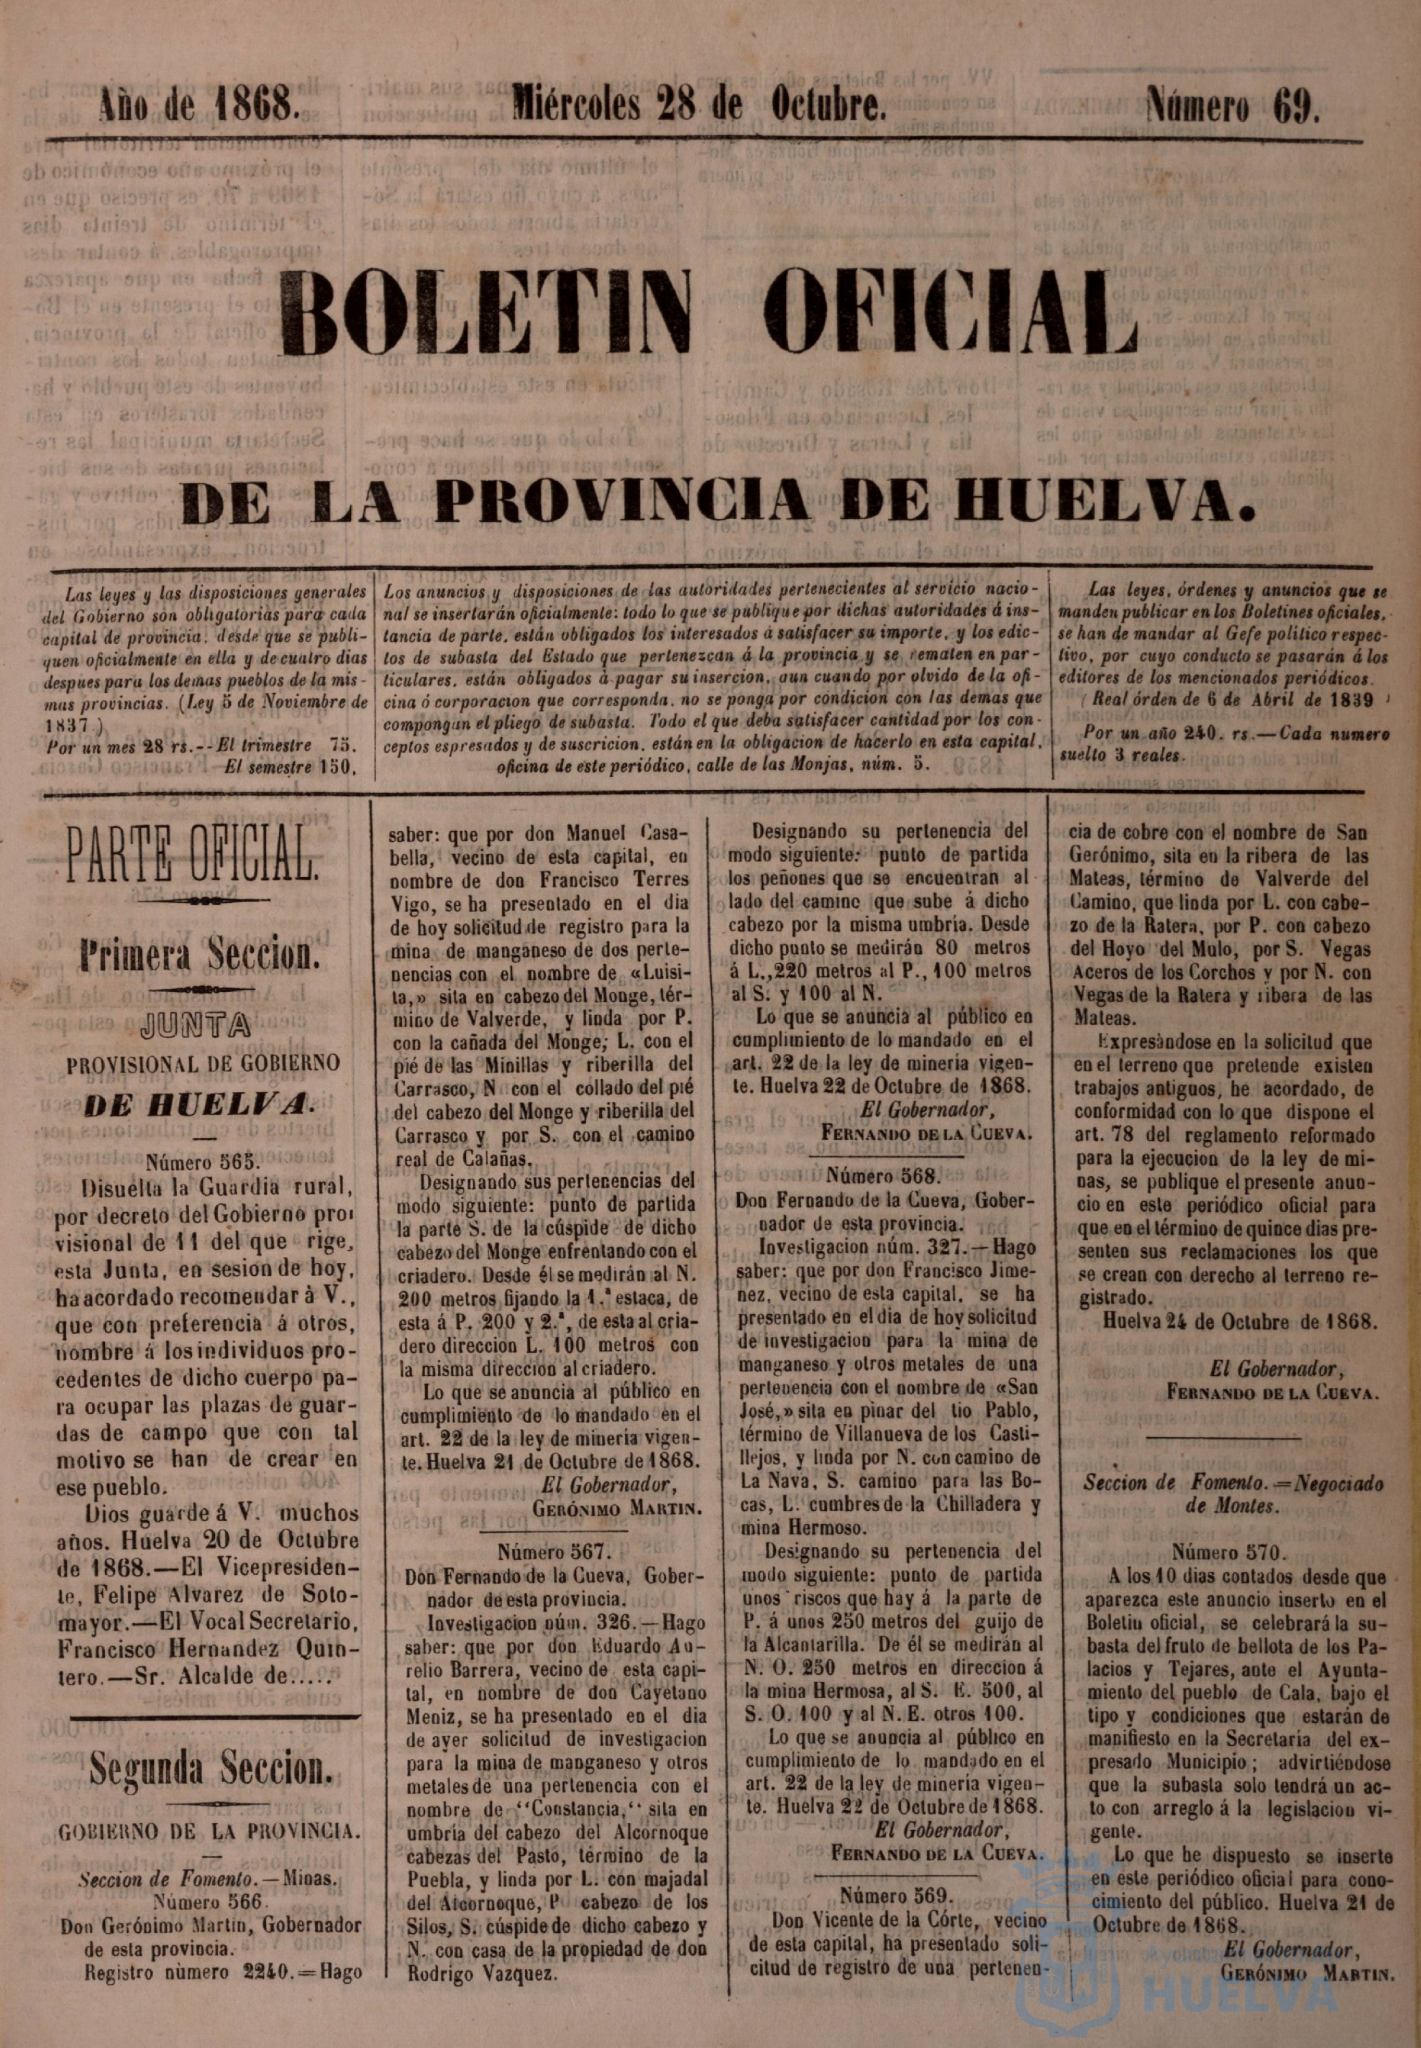 Año de 1868.
Miércoles 28 de Octubre.
Número 69.
BOLETIN OFICIAL
DE LA PROVINCIA DE HUELVA.
Las leyes y las disposiciones generales
del Gobierno son obligatorias para cada
capital de provincia, desde que se publi-
quen oficialmente en ella y de cuatro dias
despues para los demas pueblos de la mis-
mas provincias. (Ley 5 de Noviembre de
1837.)
Por un mes 28 rs.--El trimestre 75.
El semestre 150.
Los anuncios y disposiciones de las autoridades pertenecientes al servicio nacio-
nal se insertarán oficialmente: todo lo que se publique por dichas autoridades á ins-
tancia de parte, están obligados los interesados á satisfacer su importe, y los edic-
tos de subasta del Estado que pertenezcan á la provincia y se rematen en par-
ticulares, están obligados á pagar su insercion, aun cuando por olvido de la ofi-
cina ó corporacion que corresponda, no se ponga por condicion con las demas que
compongan el pliego de subasta. Todo el que deba satisfacer cantidad por los con-
ceptos espresados y de suscricion, están en la obligacion de hacerlo en esta capital,
oficina de este periódico, calle de las Monjas, núm. 5.
Las leyes, órdenes y anuncios que se
manden publicar en los Boletines oficiales,
se han de mandar al Gefe politico respec-
tivo, por cuyo conducto se pasarán á los
editores de los mencionados periódicos.
(Real órden de 6 de Abril de 1839)
Por un año 240. rs.—Cada numero
suelto 3 reales.
PARTE OFICIAL.
Primera Seccion.
JUNTA
PROVISIONAL DE GOBIERNO
DE HUELVA.
Número 565.
Disuelta la Guardia rural,
por decreto del Gobierno pro-
visional de 11 del que rige,
esta Junta, en sesion de hoy,
ha acordado recomendar á V.,
que con preferencia á otros,
nombre á los individuos pro-
cedentes de dicho cuerpo pa-
ra ocupar las plazas de guar-
das de campo que con tal
motivo se han de crear en
ese pueblo.
Dios guarde á V. muchos
años. Huelva 20 de Octubre
de 1868.—El Vicepresiden-
te, Felipe Alvarez de Soto-
mayor.—El Vocal Secretario,
Francisco Hernandez Quin-
tero.—Sr. Alcalde de.....
Segunda Seccion.
GOBIERNO DE LA PROVINCIA.
Seccion de Fomento.—Minas.
Número 566.
Don Gerónimo Martin, Gobernador
de esta provincia.
Registro número 2240.=Hago
saber: que por don Manuel Casa-
bella, vecino de esta capital, en
nombre de don Francisco Terres
Vigo, se ha presentado en el dia
de hoy solicitud de registro para la
mina de manganeso de dos perte-
nencias con el nombre de «Luisi-
ta,» sita en cabezo del Monge, tér-
mino de Valverde, y linda por P.
con la cañada del Monge; L. con el
pié de las Minillas y riberilla del
Carrasco, N con el collado del pié
del cabezo del Monge y riberilla del
Carrasco y por S. con el camino
real de Calañas.
Designando sus pertenencias del
modo siguiente: punto de partida
la parte S. de la cúspide de dicho
cabezo del Monge enfrentando con el
criadero. Desde él se medirán al N.
200 metros fijando la 1.ª estaca, de
esta á P. 200 y 2.ª, de esta al cria-
dero direccion L. 100 metros con
la misma direccion al criadero.
Lo que se anuncia al público en
cumplimiento de lo mandado en el
art. 22 de la ley de mineria vigen-
te. Huelva 21 de Octubre de 1868.
El Gobernador,
GERÓNIMO MARTIN.
Número 567.
Don Fernando de la Cueva, Gober-
nador de esta provincia.
Investigacion núm. 326.—Hago
saber: que por don Eduardo Au-
relio Barrera, vecino de esta capi-
tal, en nombre de don Cayetano
Meniz, se ha presentado en el dia
de ayer solicitud de investigacion
para la mina de manganeso y otros
metales de una pertenencia con el
nombre de ‘‘Constancia,‘‘ sita en
umbría del cabezo del Alcornoque
cabezas del Pasto, término de la
Puebla, y linda por L. con majadal
del Alcornoque, P cabezo de los
Silos, S. cúspide de dicho cabezo y
N. con casa de la propiedad de don
Rodrigo Vazquez.
Designando su pertenencia del
modo siguiente: punto de partida
los peñones que se encuentran al
lado del camino que sube á dicho
cabezo por la misma umbría. Desde
dicho punto se medirán 80 metros
á L., 220 metros al P., 100 metros
al S. y 100 al N.
Lo que se anuncia al público en
cumplimiento de lo mandado en el
art. 22 de la ley de mineria vigen-
te. Huelva 22 de Octubre de 1868.
El Gobernador,
FERNANDO DE LA CUEVA.
Número 568.
Don Fernando de la Cueva, Gober-
nador de esta provincia.
Investigacion núm. 327.—Hago
saber: que por don Francisco Jime-
nez, vecino de esta capital, se ha
presentado en el dia de hoy solicitud
de investigacion para la mina de
manganeso y otros metales de una
pertenencia con el nombre de «San
José,» sita en pinar del tio Pablo,
término de Villanueva de los Casti-
llejos, y linda por N. con camino de
La Nava, S. camino para las Bo-
cas, L. cumbres de la Chilladera y
mina Hermoso.
Designando su pertenencia del
modo siguiente: punto de partida
unos riscos que hay á la parte de
P. á unos 250 metros del guijo de
la Alcantarilla. De él se medirán al
N. O. 250 metros en direccion á
la mina Hermosa, al S. E. 500, al
S. O. 100 y al N. E. otros 100.
Lo que se anuncia al público en
cumplimiento de lo mandado en el
art. 22 de la ley de mineria vigen-
te. Huelva 22 de Octubre de 1868.
El Gobernador,
FERNANDO DE LA CUEVA.
Número 569.
Don Vicente de la Córte, vecino
de esta capital, ha presentado soli-
citud de registro de una pertenen-
cia de cobre con el nombre de San
Gerónimo, sita en la ribera de las
Mateas, término de Valverde del
Camino, que linda por L. con cabe-
zo de la Ratera, por P. con cabezo
del Hoyo del Mulo, por S. Vegas
Aceros de los Corchos y por N. con
Vegas de la Ratera y ribera de las
Mateas.
Expresándose en la solicitud que
en el terreno que pretende existen
trabajos antiguos, he acordado, de
conformidad con lo que dispone el
art. 78 del reglamento reformado
para la ejecucion de la ley de mi-
nas, se publique el presente anun-
cio en este periódico oficial para
que en el término de quince dias pre-
senten sus reclamaciones los que
se crean con derecho al terreno re-
gistrado.
Huelva 24 de Octubre de 1868.
El Gobernador,
FERNANDO DE LA CUEVA.
Seccion de Fomento.=Negociado
de Montes.
Número 570.
A los 10 dias contados desde que
aparezca este anuncio inserto en el
Boletin oficial, se celebrará la su-
basta del fruto de bellota de los Pa-
lacios y Tejares, ante el Ayunta-
miento del pueblo de Cala, bajo el
tipo y condiciones que estarán de
manifiesto en la Secretaria del ex-
presado Municipio; advirtiéndose
que la subasta solo tendrá un ac-
to con arreglo á la legislacion vi-
gente.
Lo que he dispuesto se inserte
en este periódico oficial para cono-
cimiento del público. Huelva 21 de
Octubre de 1868.
El Gobernador,
GERÓNIMO MARTIN.
HUELVA